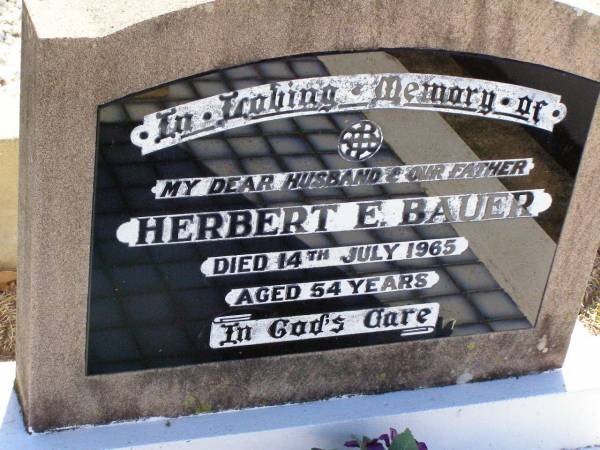 In · Loving · Memory · of
MY DEAR HUSBAND & OUR FATHER
HERBERT E. BAUER
DIED 14TH JULY 1965
AGED 54 YEARS
In God's Care